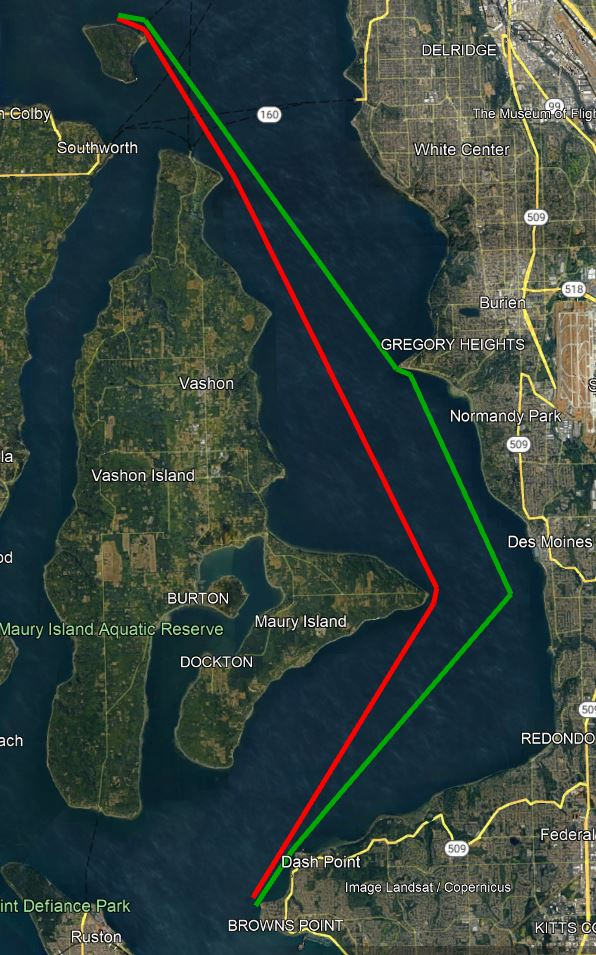 DELRIDGE
99
The Museum of Fligh
n Colby
160
Southworth
White Center
509
518
Burien
GREGORY HEIGHTS
Vashon
S
Normandy Park
509
la
Vashon Island
Des Moines
od
BURTON
Maury Island
Maury Island Aquatic Reserve
DOCKTON
509
ach
REDONDO
Federal
509
Dash Point
Image Landsat / Copernicus
int Defiance Park
BROWNS POINT
KITTS CO
Ruston